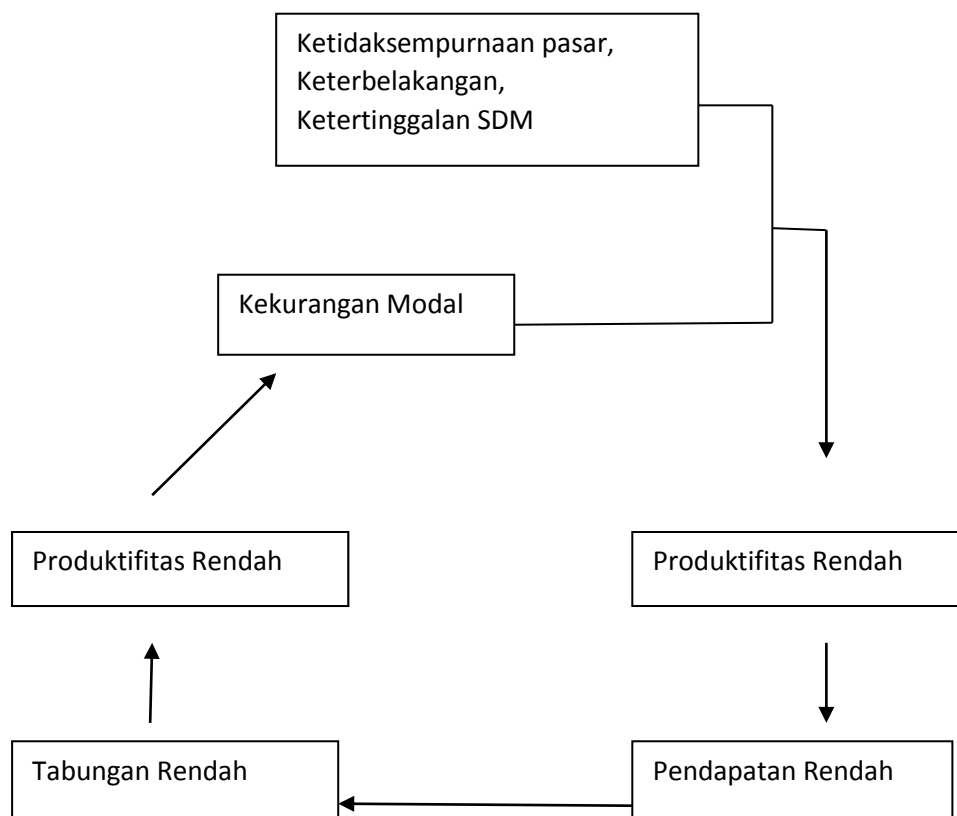 Ketidaksempurnaan pasar,
Keterbelakangan,
Ketertinggalan SDM
Kekurangan Modal
Produktifitas Rendah
Produktifitas Rendah
Tabungan Rendah
Pendapatan Rendah